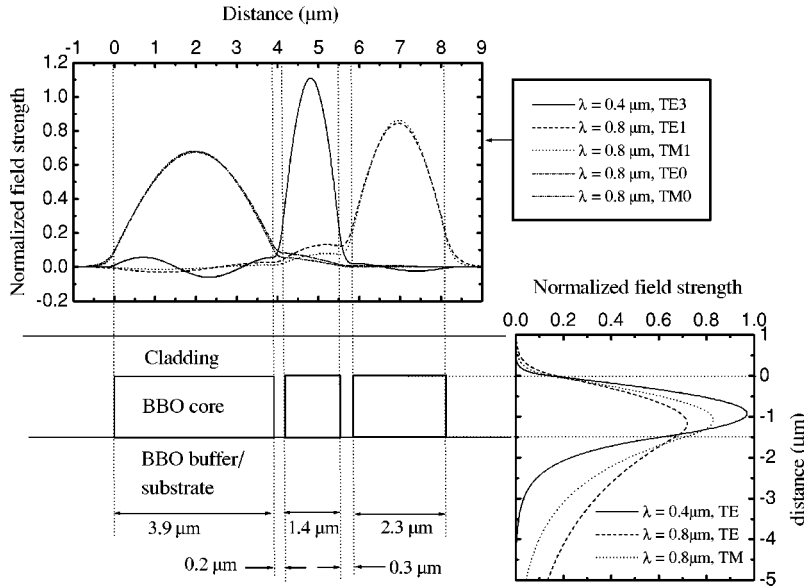 Distance (μm)
-1 0 1 2 3 4 5 6 7 8 9
Normalized field strength
1.2
1.0
0.8
0.6
0.4
0.2
0.0
-0.2
λ = 0.4 μm, TE3
λ = 0.8 μm, TE1
λ = 0.8 μm, TM1
λ = 0.8 μm, TE0
λ = 0.8 μm, TM0
Cladding
BBO core
BBO buffer/
substrate
3.9 μm
1.4 μm
2.3 μm
0.2 μm
0.3 μm
Normalized field strength
0.0 0.2 0.4 0.6 0.8 1.0
1
0
-1
-2
-3
-4
-5
distance (μm)
λ = 0.4μm, TE
λ = 0.8μm, TE
λ = 0.8μm, TM